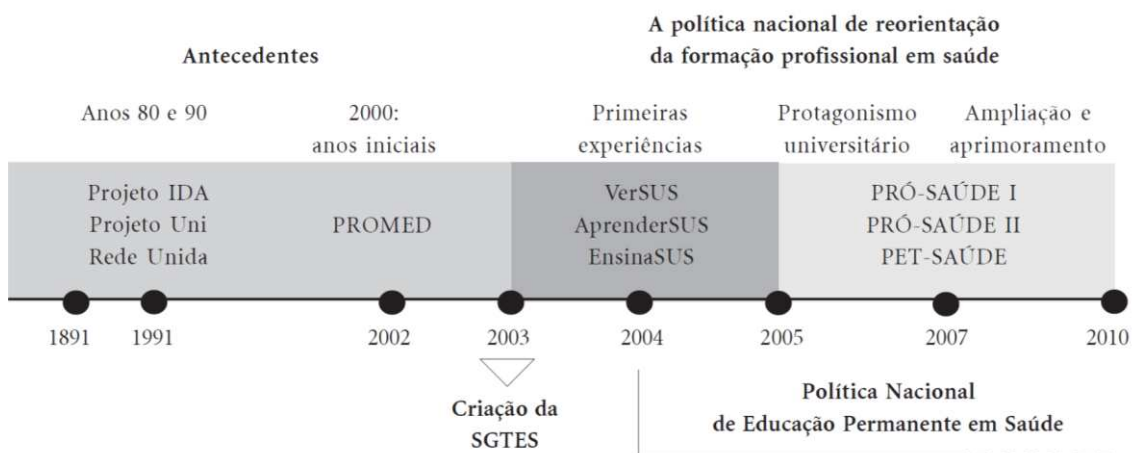 A política nacional de reorientação
da formação profissional em saúde
Antecedentes
Anos 80 e 90
2000:
anos iniciais
Primeiras
experiências
Protagonismo
universitário
Ampliação e
aprimoramento
Projeto IDA
Projeto Uni
Rede Unida
PROMED
VerSUS
AprenderSUS
EnsinaSUS
PRÓ-SAÚDE I
PRÓ-SAÚDE II
PET-SAÚDE
1891
1991
2002
2003
2004
2005
2007
2010
Criação da
SGTES
Política Nacional
de Educação Permanente em Saúde